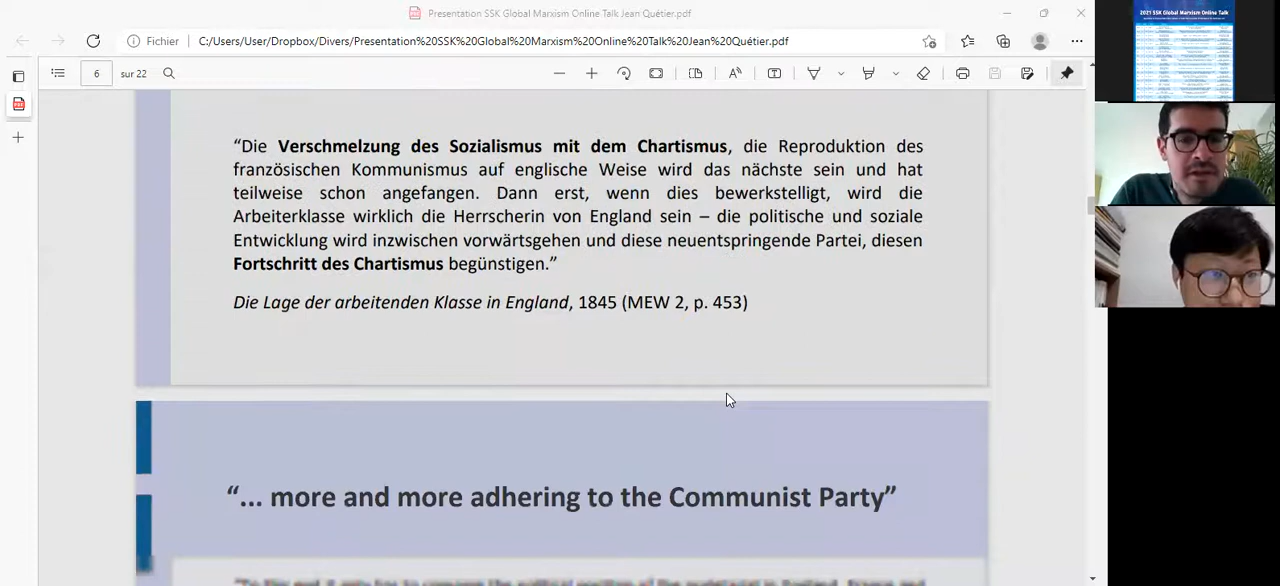 Presentation SSK Global Marxism Online Talk Jean Quétier.pdf
Fichier C:/Users/User/Dropbox/Divers/Presentation%20SSK%20Global%20Marxism%20Online%20Talk%20Jean%20Quétier.pdf
6 sur 22
2021 SSK Global Marxism Online Talk
“Die Verschmelzung des Sozialismus mit dem Chartismus, die Reproduktion des
französischen Kommunismus auf englische Weise wird das nächste sein und hat
teilweise schon angefangen. Dann erst, wenn dies bewerkstelligt, wird die
Arbeiterklasse wirklich die Herrscherin von England sein – die politische und soziale
Entwicklung wird inzwischen vorwärtsgehen und diese neuentspringende Partei, diesen
Fortschritt des Chartismus begünstigen.”
Die Lage der arbeitenden Klasse in England, 1845 (MEW 2, p. 453)
“... more and more adhering to the Communist Party”